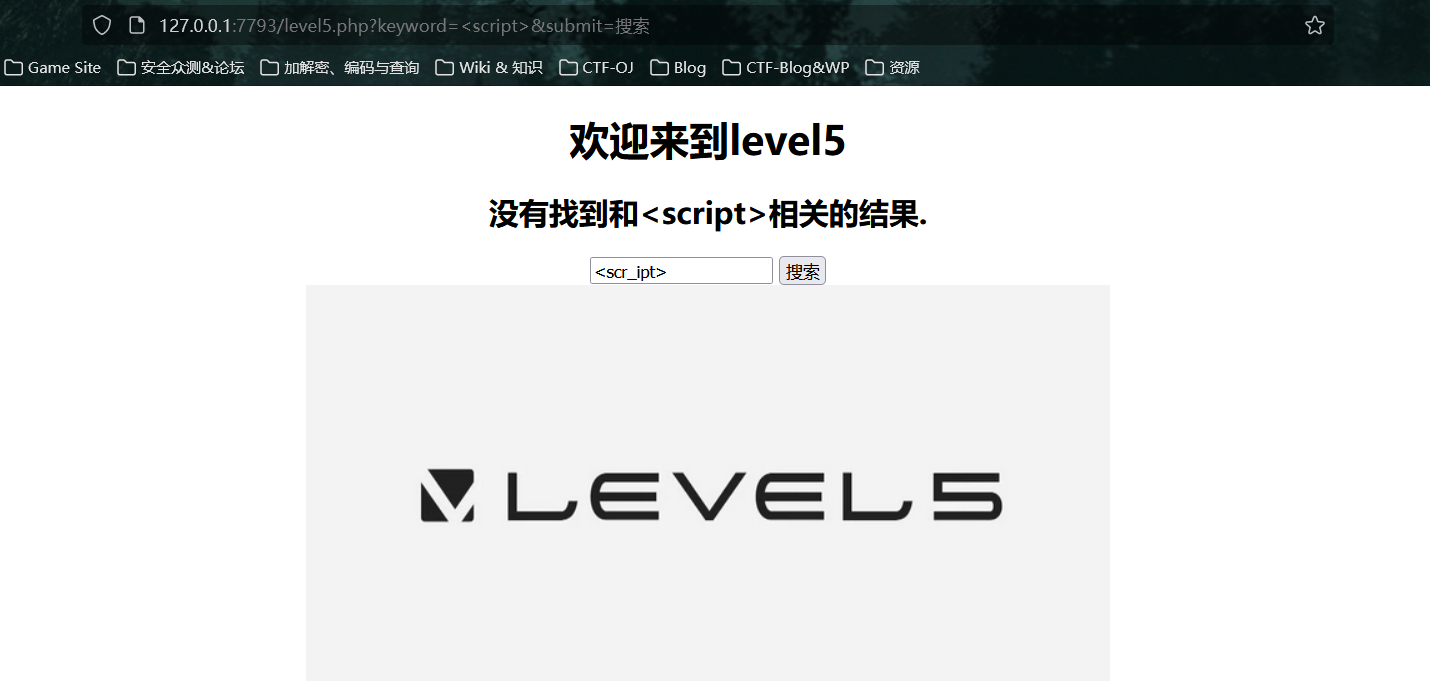 127.0.0.1:7793/level5.php?keyword=<script>&submit=搜索
Game Site 安全众测&论坛 加解密、编码与查询 Wiki & 知识 CTF-OJ Blog CTF-Blog&WP 资源
欢迎来到level5
没有找到和<script>相关的结果.
<scr_ipt> 搜索
LEVEL5